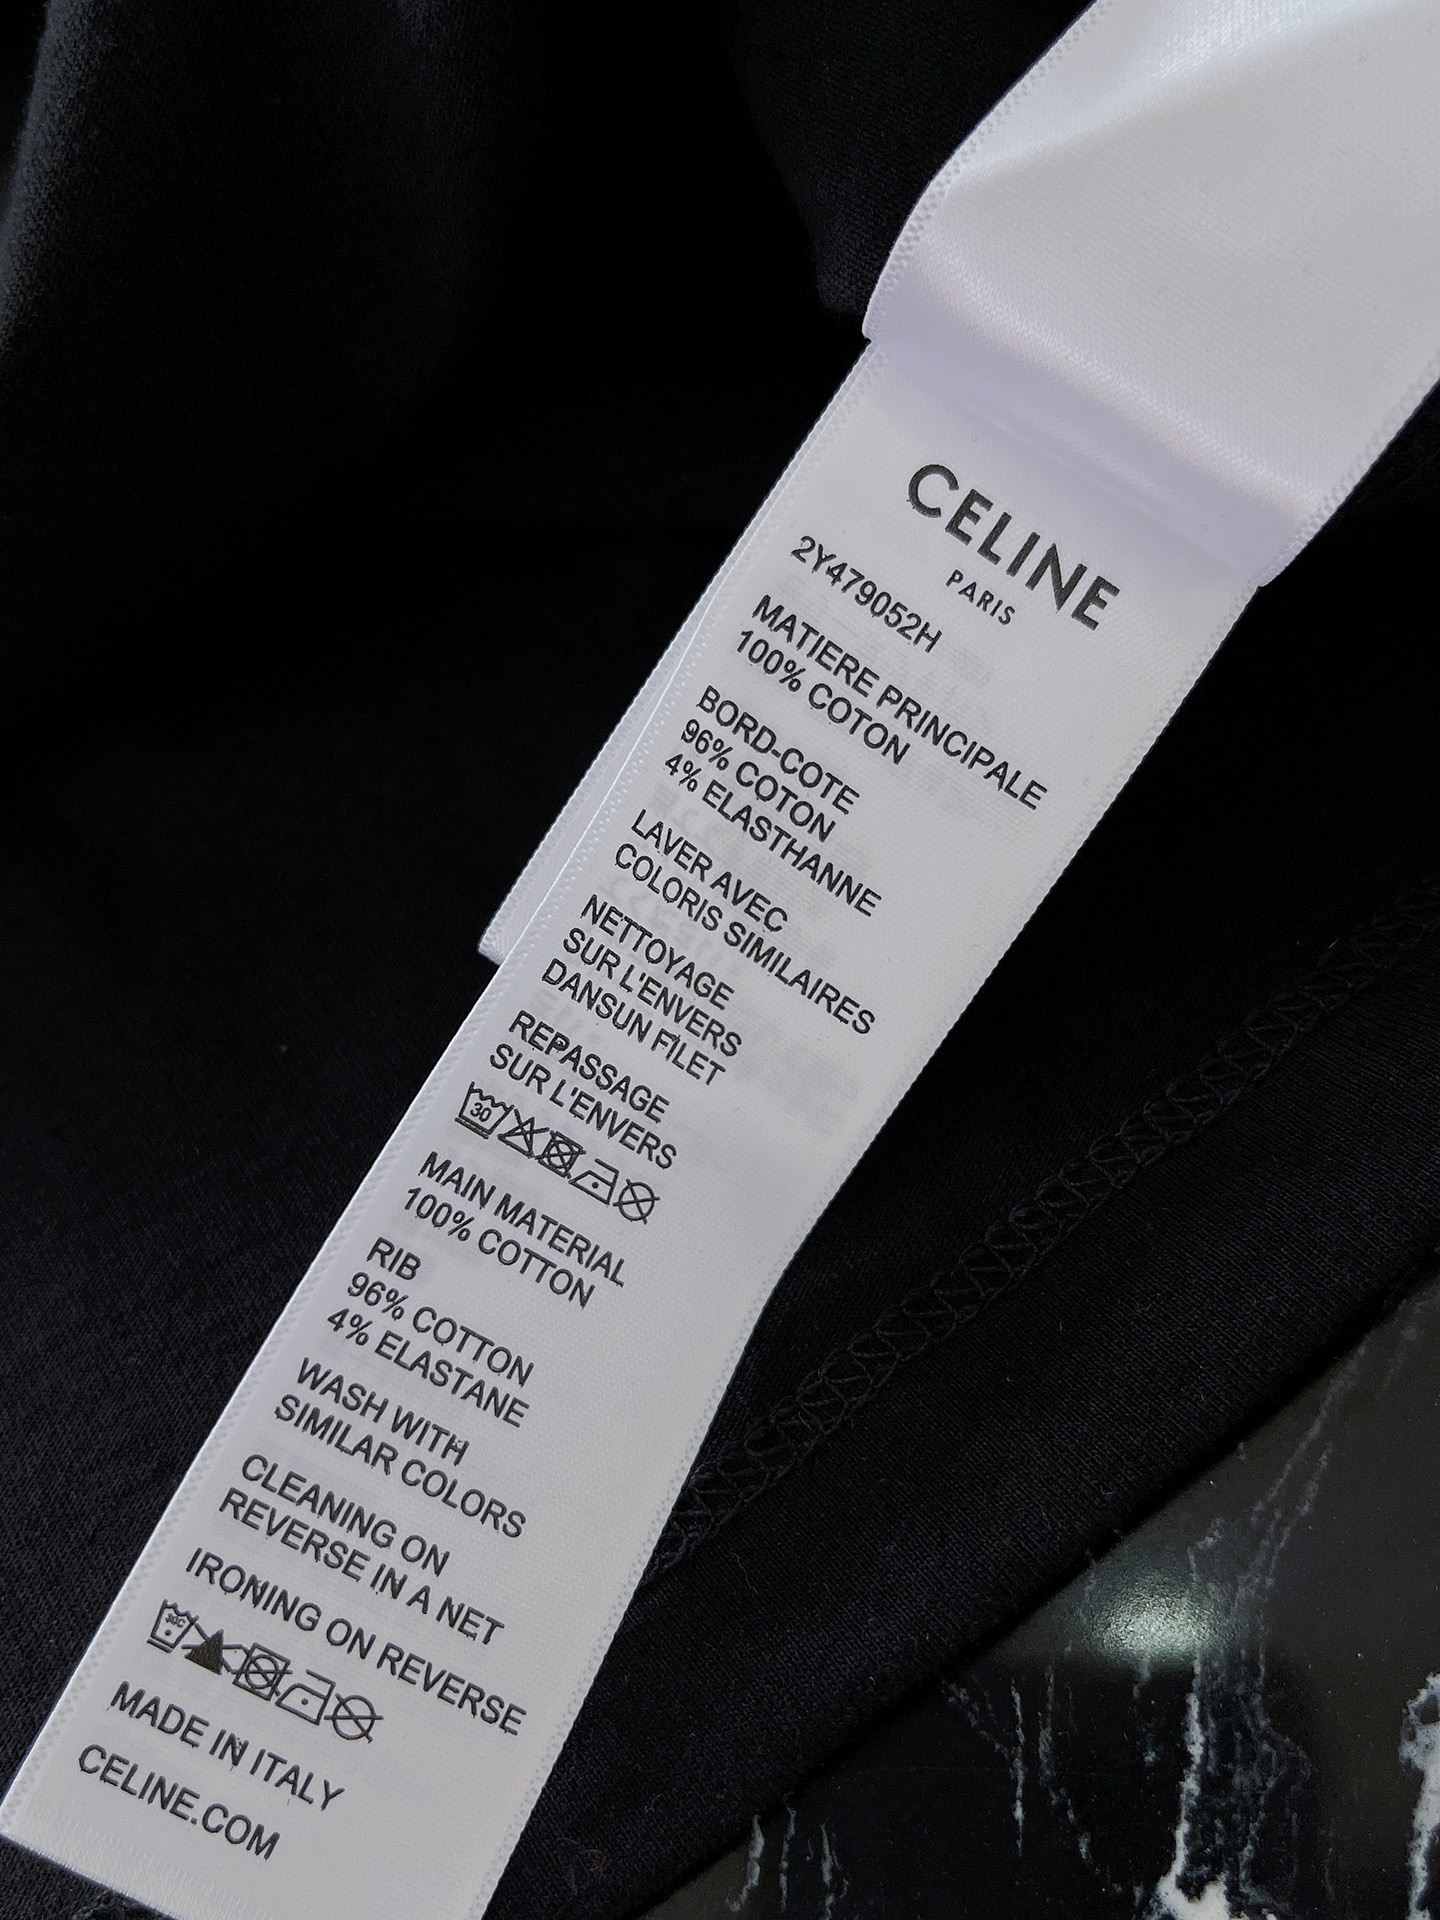 CELINE
PARIS
2Y479052H
MATIERE PRINCIPALE
100% COTON
BORD-COTE
96% COTON
4% ELASTHANNE
LAVER AVEC
COLORIS SIMILAIRES
NETTOYAGE
SUR L'ENVERS
DANSUN FILET
REPASSAGE
SUR L'ENVERS
30
MAIN MATERIAL
100% COTTON
RIB
96% COTTON
4% ELASTANE
WASH WITH
SIMILAR COLORS
CLEANING ON
REVERSE IN A NET
IRONING ON REVERSE
30C
MADE IN ITALY
CELINE.COM